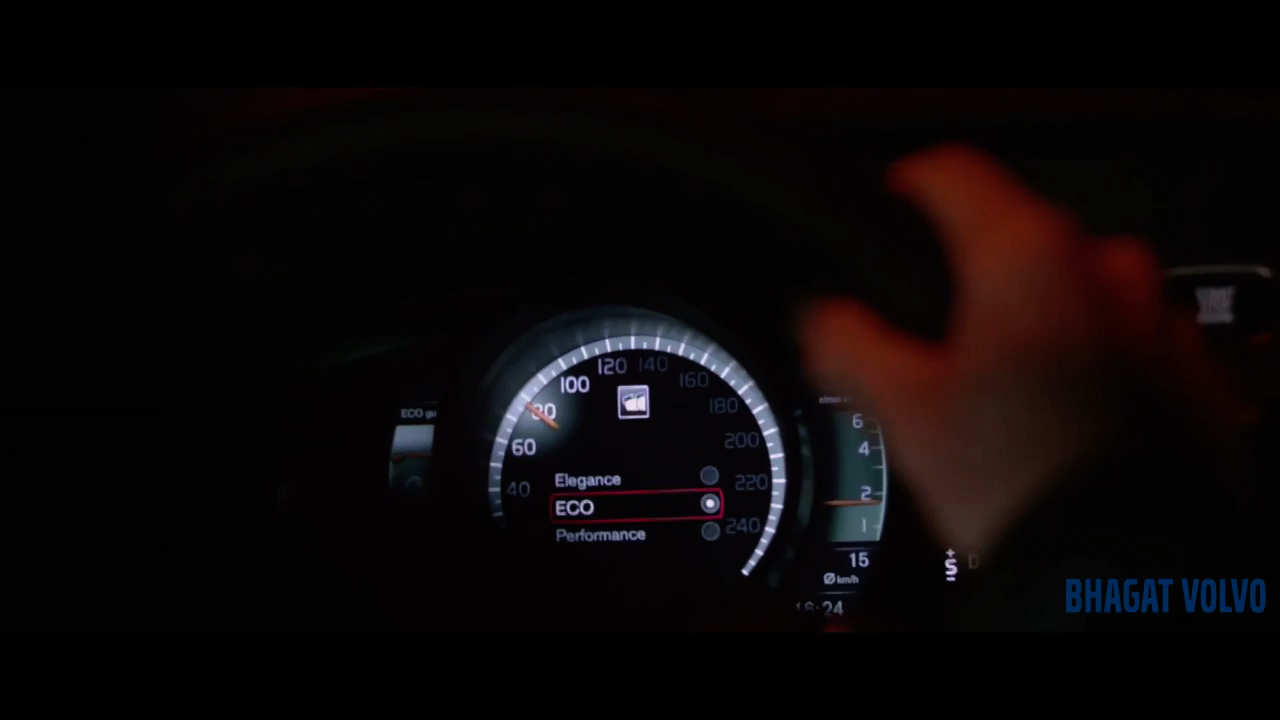 120 140
100 160
80 180
60 200
40 220
240
ECO gu
Elegance
ECO
Performance
6
4
2
1
15
Ø km/h
16:24
+
S D
-
BHAGAT VOLVO